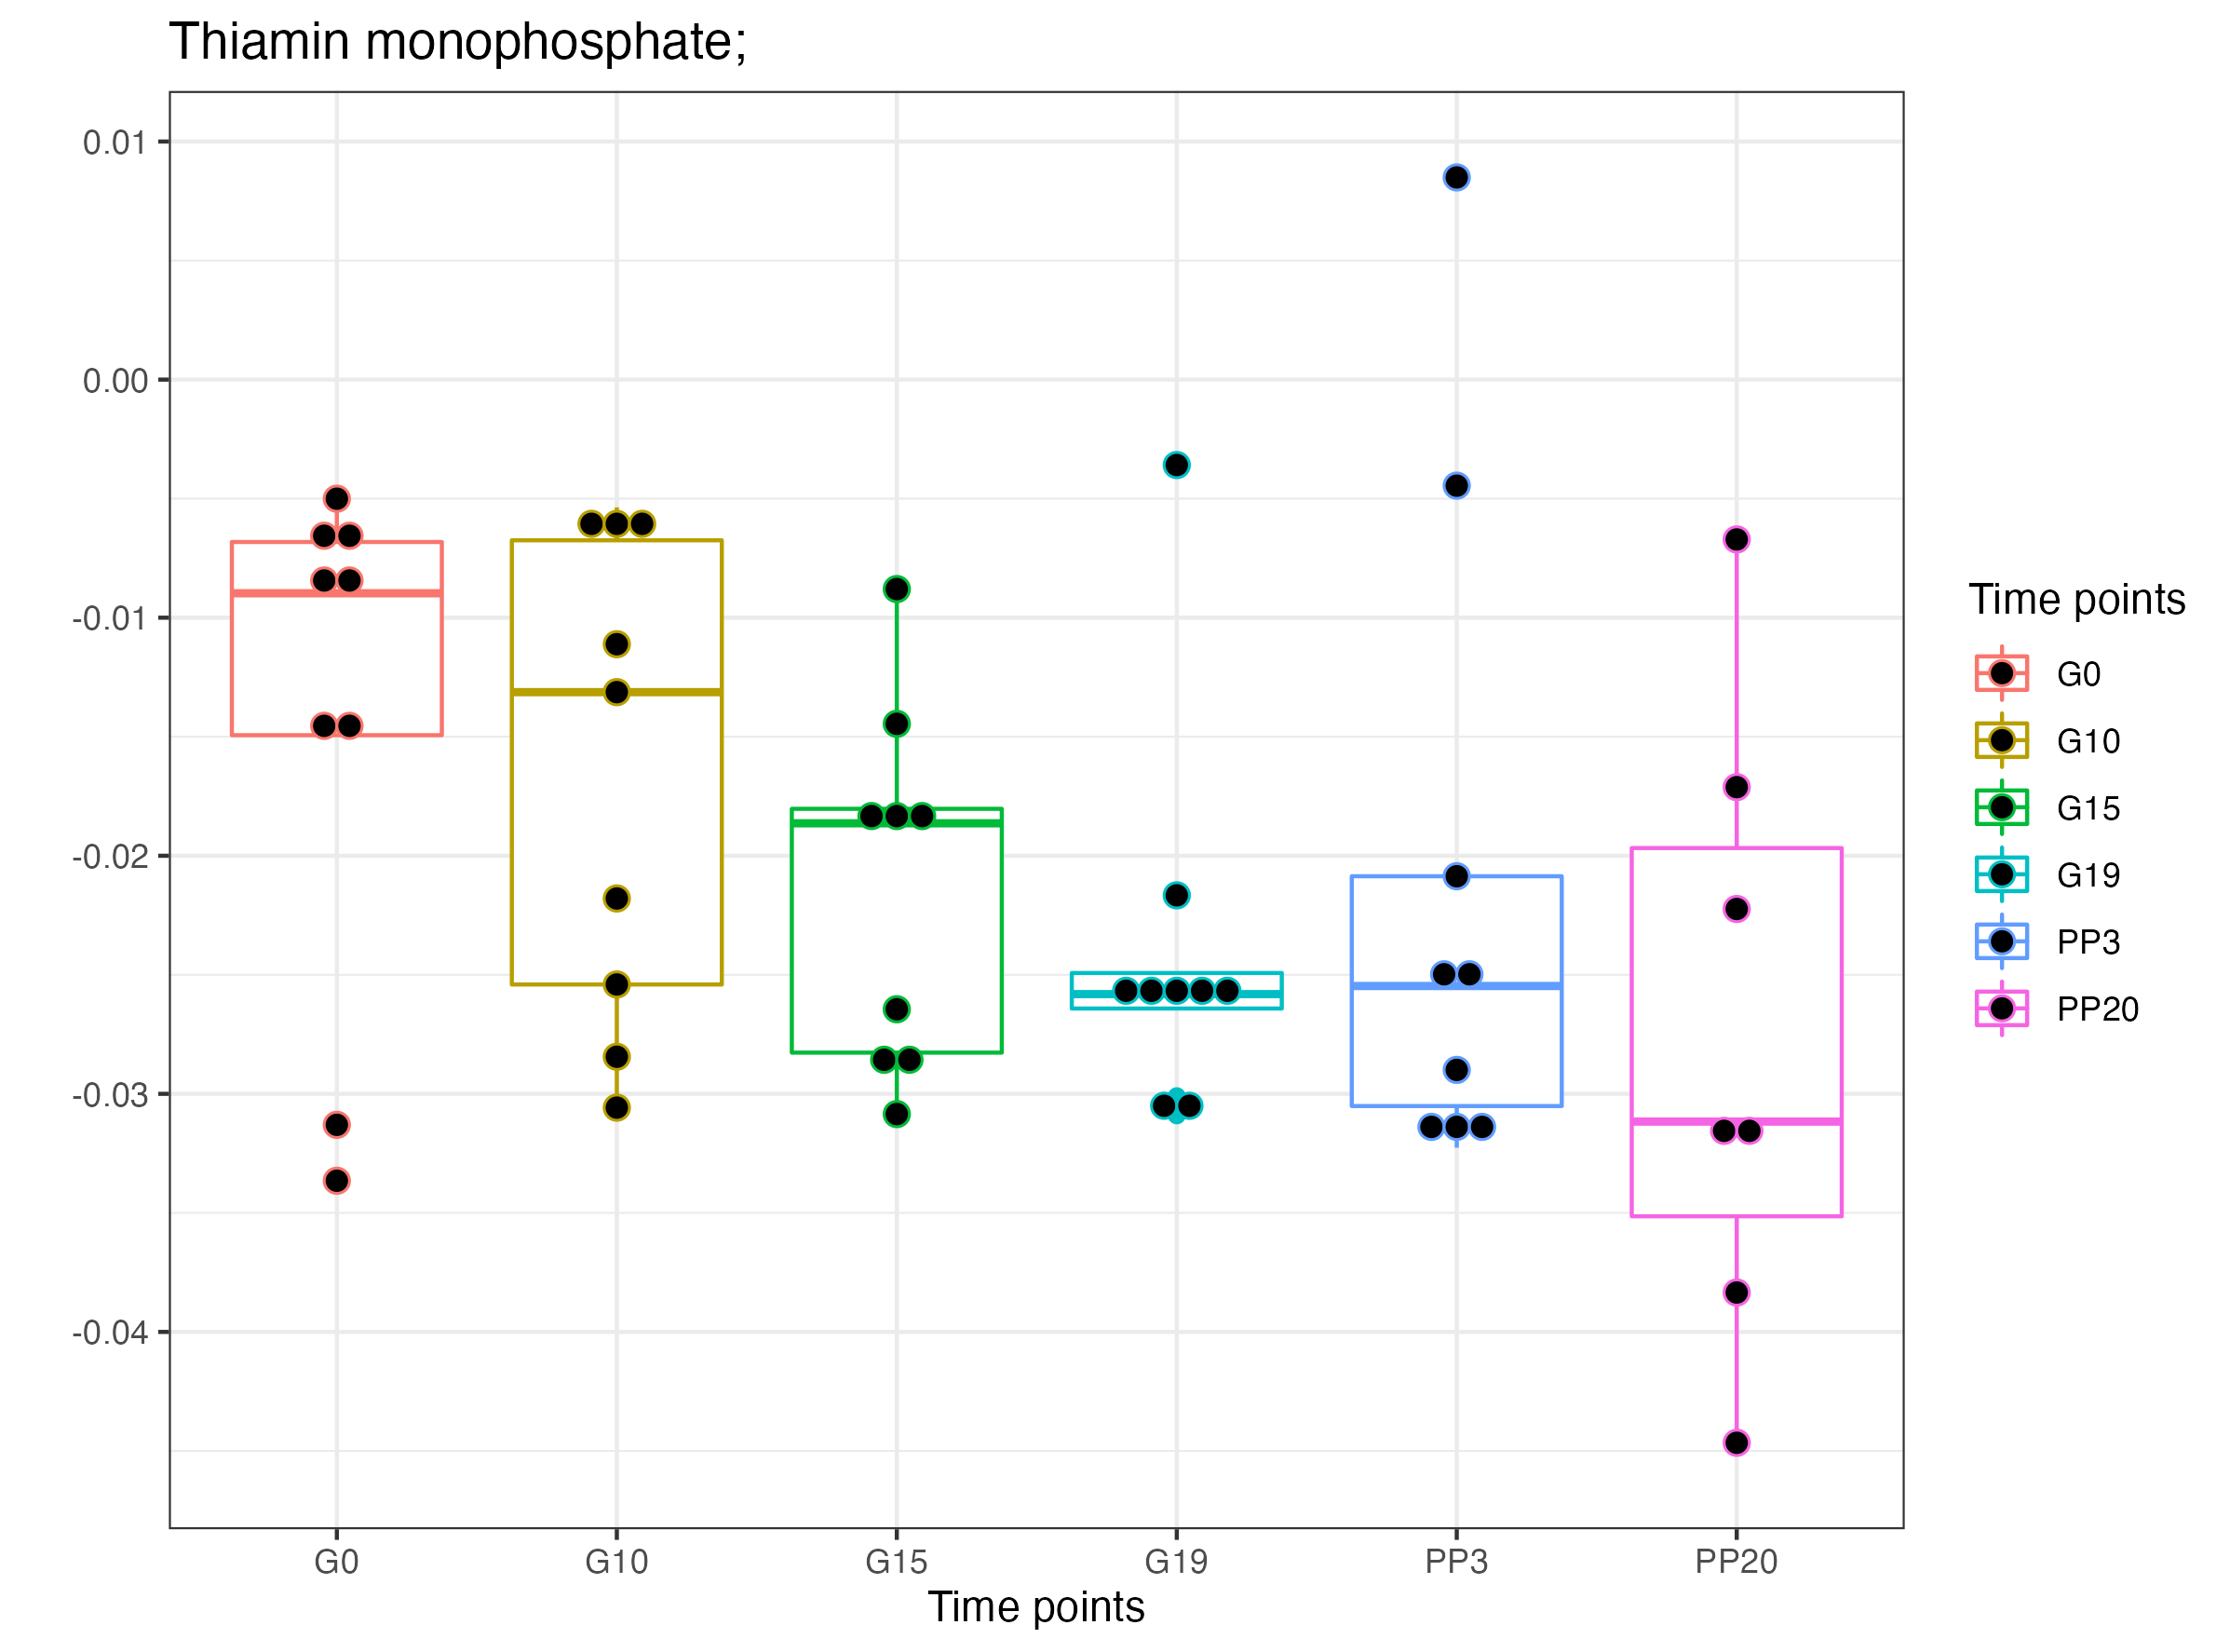 Thiamin monophosphate;
0.01
0.00
-0.01
-0.02
-0.03
-0.04
G0 G10 G15 G19 PP3 PP20
Time points
Time points
G0
G10
G15
G19
PP3
PP20